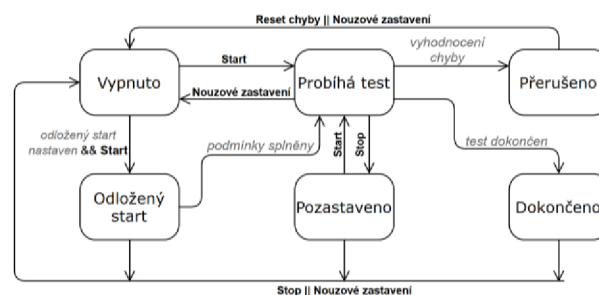 Reset chyby || Nouzové zastavení
Vypnuto
Start
Nouzové zastavení
Probíhá test
vyhodnocení
chyby
Přerušeno
odložený start
nastaven && Start
podmínky splněny
Start
Stop
test dokončen
Odložený
start
Pozastaveno
Dokončeno
Stop || Nouzové zastavení